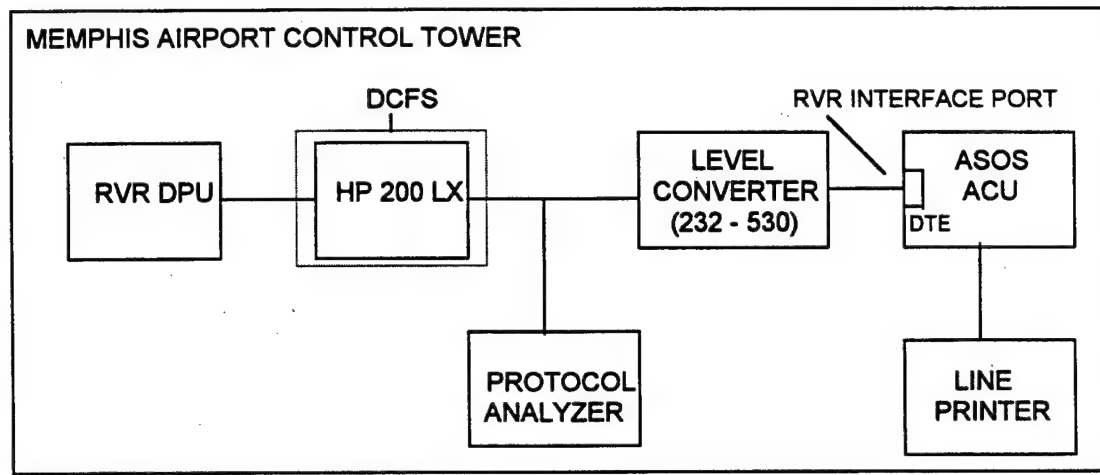 MEMPHIS AIRPORT CONTROL TOWER
DCFS
RVR INTERFACE PORT
RVR DPU
HP 200 LX
LEVEL
CONVERTER
(232 - 530)
ASOS
ACU
DTE
PROTOCOL
ANALYZER
LINE
PRINTER